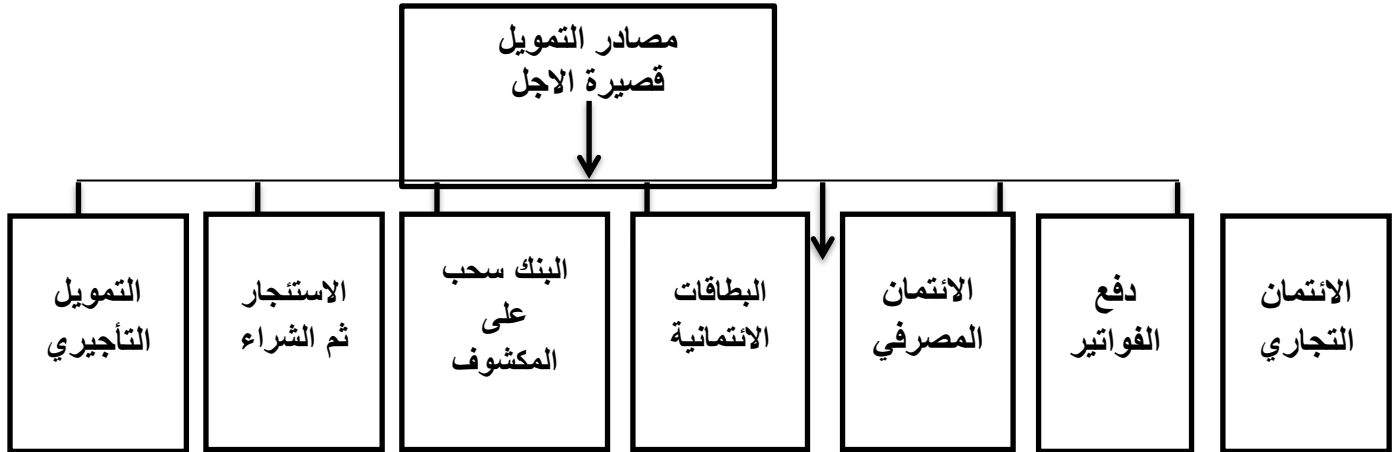 مصادر التمويل
قصيرة الاجل
الائتمان
التجاري
دفع
الفواتير
الائتمان
المصرفي
البطاقات
الائتمانية
البنك سحب
على
المكشوف
الاستئجار
ثم الشراء
التمويل
التأجيري